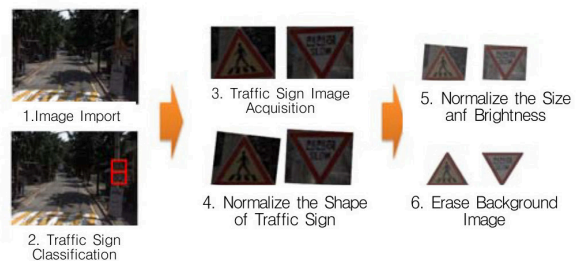 1.Image Import
2. Traffic Sign
Classification
3. Traffic Sign Image
Acquisition
4. Normalize the Shape
of Traffic Sign
5. Normalize the Size
anf Brightness
6. Erase Background
Image